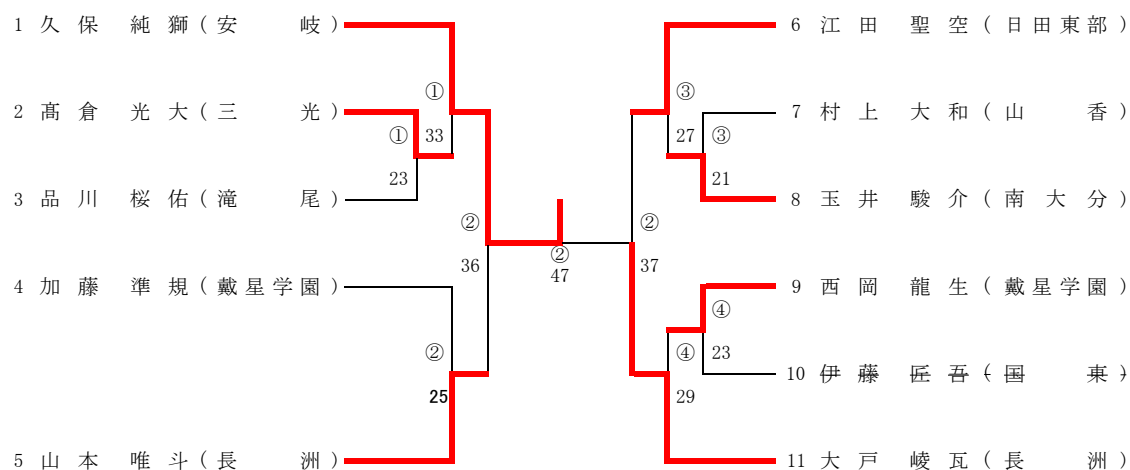 1 久保 純獅(安 岐)
2 髙倉 光大(三 光)
3 品川 桜佑(滝 尾)
4 加藤 準規(戴星学園)
5 山本 唯斗(長 洲)
①
① 33
23
②
36
②
25
②
47
③
27 ③
21
②
37
④
④ 23
29
6 江田 聖空(日田東部)
7 村上 大和(山 香)
8 玉井 駿介(南大分)
9 西岡 龍生(戴星学園)
10 伊藤 匠吾(国 東)
11 大戸 崚瓦(長 洲)